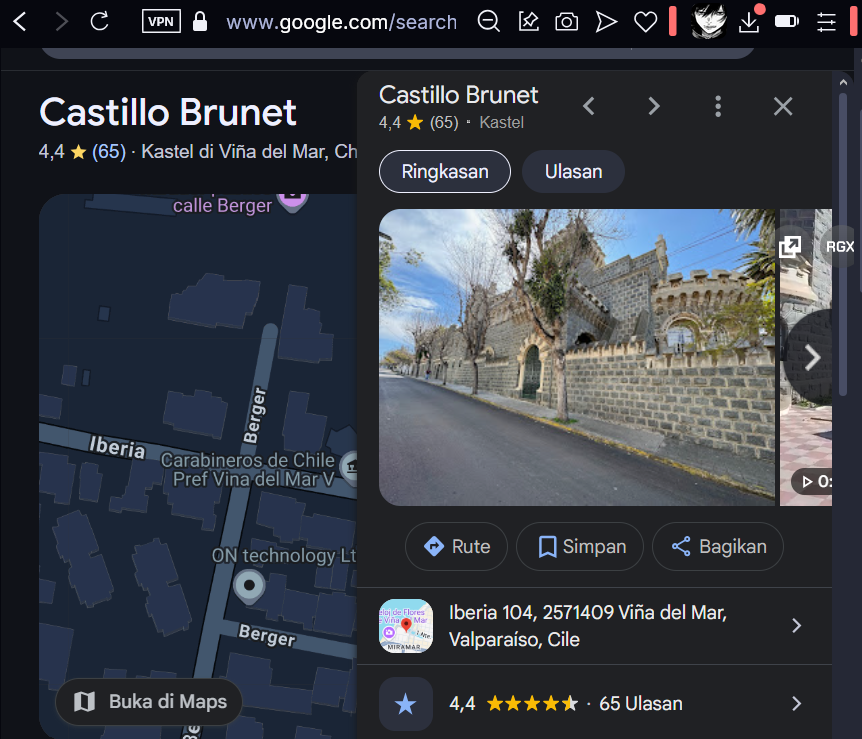 VPN
www.google.com/search
Castillo Brunet
4,4 ★ (65) · Kastel di Viña del Mar, Ch
calle Berger
Berger
Iberia
Carabineros de Chile
Pref Vina del Mar V
ON technology Lt
Berger
Buka di Maps
Castillo Brunet
4,4 ★ (65) · Kastel
Ringkasan
Ulasan
RGX
0:
Rute
Simpan
Bagikan
MIRAMAR
Iberia 104, 2571409 Viña del Mar,
Valparaíso, Cile
4,4 · 65 Ulasan